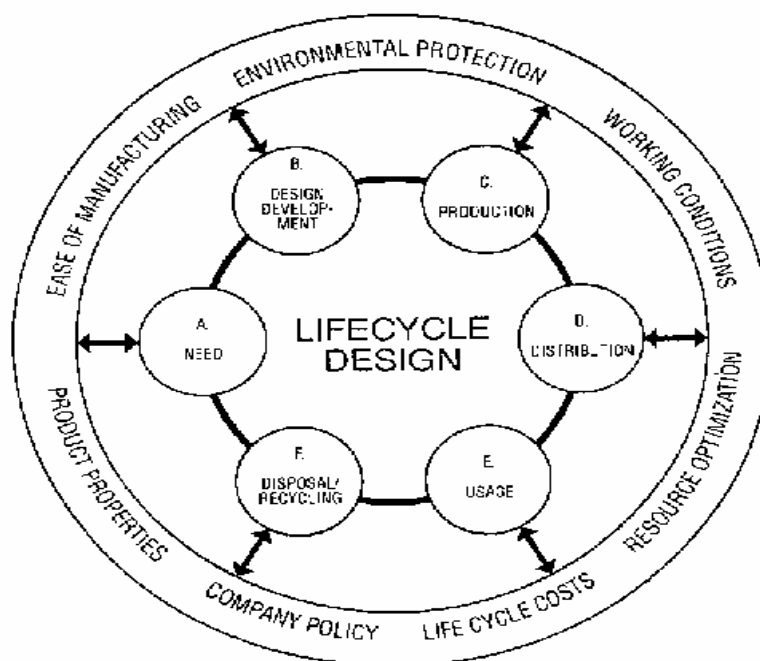 ENVIRONMENTAL PROTECTION
EASE OF MANUFACTURING
WORKING CONDITIONS
B.
DESIGN
DEVELOP-
MENT
C.
PRODUCTION
A.
NEED
LIFECYCLE
DESIGN
D.
DISTRIBUTION
F.
DISPOSAL/
RECYCLING
E.
USAGE
PRODUCT PROPERTIES
RESOURCE OPTIMIZATION
COMPANY POLICY
LIFE CYCLE COSTS